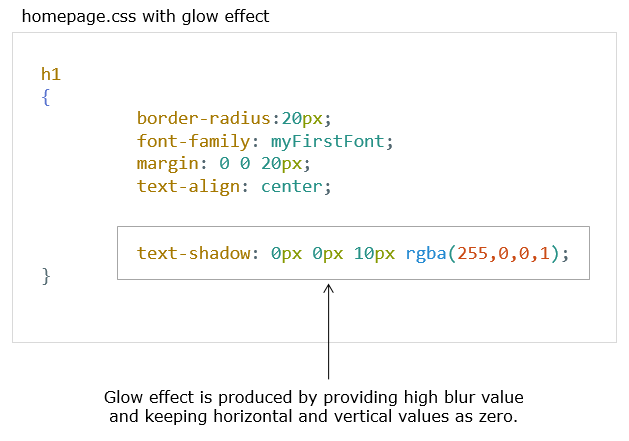 homepage.css with glow effect
h1
{
border-radius:20px;
font-family: myFirstFont;
margin: 0 0 20px;
text-align: center;
text-shadow: 0px 0px 10px rgba(255,0,0,1);
}
Glow effect is produced by providing high blur value
and keeping horizontal and vertical values as zero.